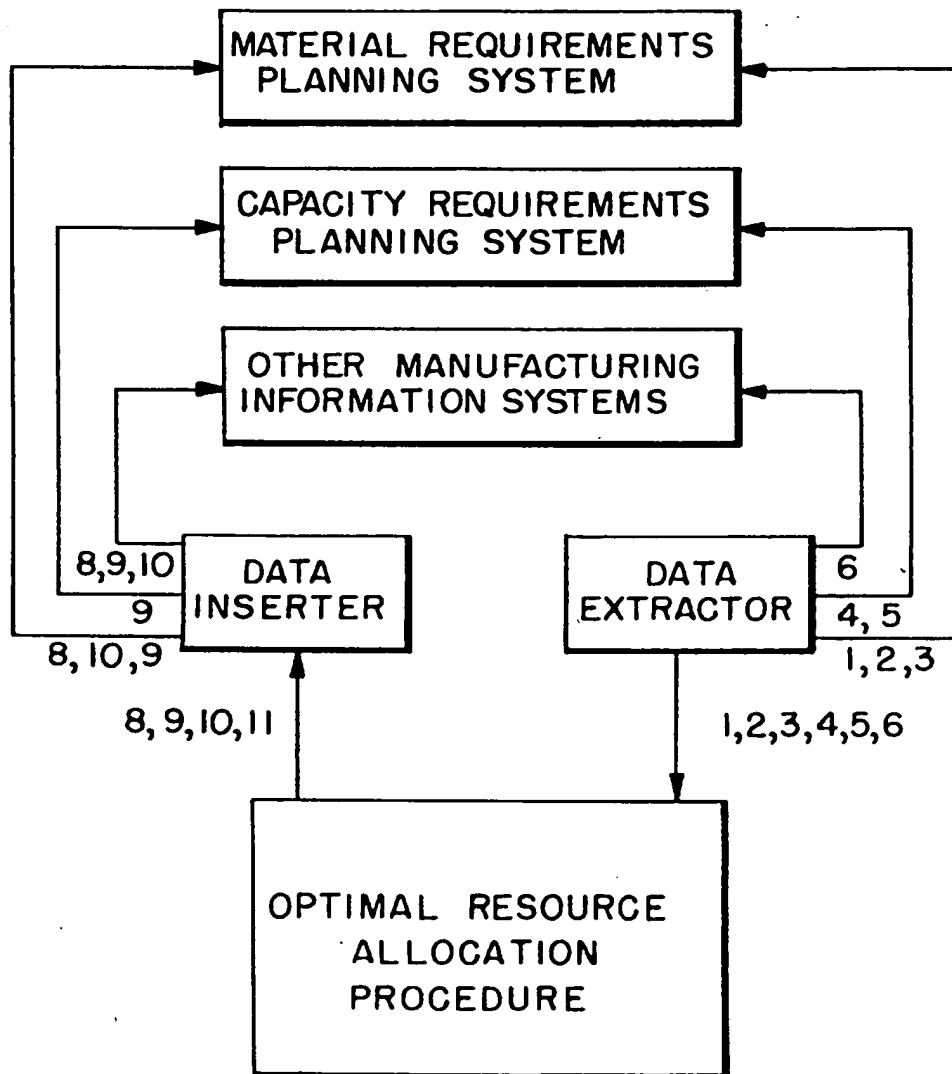 MATERIAL REQUIREMENTS
PLANNING SYSTEM
CAPACITY REQUIREMENTS
PLANNING SYSTEM
OTHER MANUFACTURING
INFORMATION SYSTEMS
8,9,10
9
8,10,9
DATA
INSERTER
DATA
EXTRACTOR
6
4, 5
1, 2, 3
8, 9,10,11
1,2,3,4,5,6
OPTIMAL RESOURCE
ALLOCATION
PROCEDURE